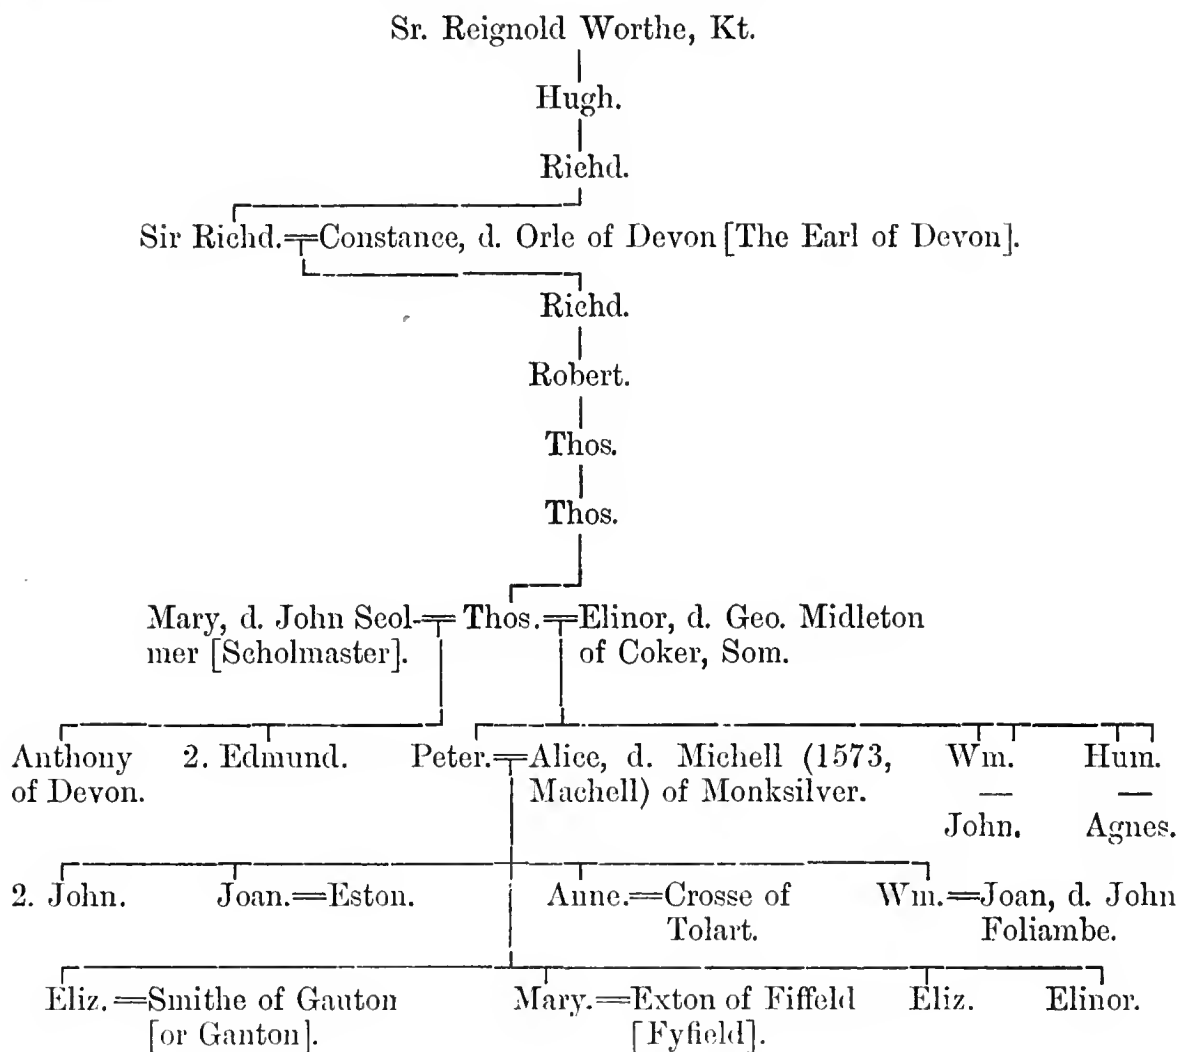 Sr. Reignold Worthe, Kt.
Hugh.
Richd.
Sir Richd.=Constance, d. Orle of Devon [The Earl of Devon].
Richd.
Robert.
Thos.
Thos.
Mary, d. John Scol-= Thos.=Elinor, d. Geo. Midleton
mer [Scholmaster]. of Coker, Som.
Anthony 2. Edmund. Peter.=Alice, d. Michell (1573, Wm. Hum.
of Devon. Machell) of Monksilver. — —
John. Agnes.
2. John. Joan.=Eston. Anne.=Crosse of Wm.=Joan, d. John
Tolart. Foliambe.
Eliz.=Smithe of Gauton Mary.=Exton of Fiffeld Eliz. Elinor.
[or Ganton]. [Fyfield].